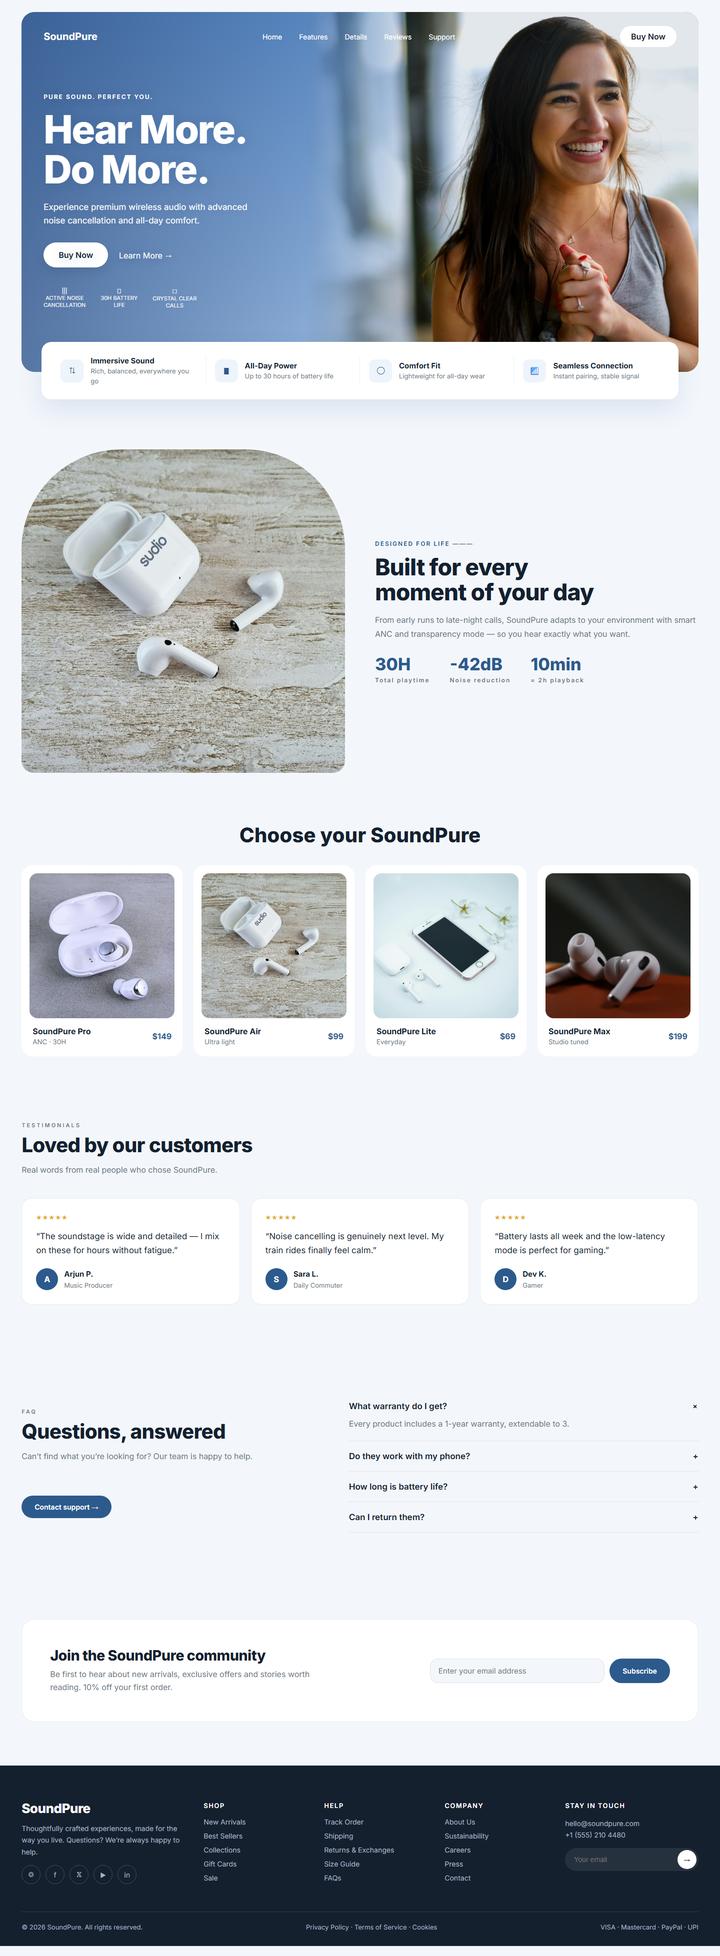 SoundPure
Home Features Details Reviews Support
Buy Now
PURE SOUND. PERFECT YOU.
Hear More.
Do More.
Experience premium wireless audio with advanced
noise cancellation and all-day comfort.
Buy Now Learn More →
ACTIVE NOISE
CANCELLATION
30H BATTERY
LIFE
CRYSTAL CLEAR
CALLS
Immersive Sound
Rich, balanced, everywhere you
go
All-Day Power
Up to 30 hours of battery life
Comfort Fit
Lightweight for all-day wear
Seamless Connection
Instant pairing, stable signal
sudio
DESIGNED FOR LIFE ———
Built for every
moment of your day
From early runs to late-night calls, SoundPure adapts to your environment with smart
ANC and transparency mode — so you hear exactly what you want.
30H
Total playtime
-42dB
Noise reduction
10min
= 2h playback
Choose your SoundPure
sudio
SoundPure Pro
ANC · 30H
$149
SoundPure Air
Ultra light
$99
SoundPure Lite
Everyday
$69
SoundPure Max
Studio tuned
$199
TESTIMONIALS
Loved by our customers
Real words from real people who chose SoundPure.
★★★★★
“The soundstage is wide and detailed — I mix
on these for hours without fatigue.”
A
Arjun P.
Music Producer
★★★★★
“Noise cancelling is genuinely next level. My
train rides finally feel calm.”
S
Sara L.
Daily Commuter
★★★★★
“Battery lasts all week and the low-latency
mode is perfect for gaming.”
D
Dev K.
Gamer
FAQ
Questions, answered
Can't find what you're looking for? Our team is happy to help.
Contact support →
What warranty do I get? ×
Every product includes a 1-year warranty, extendable to 3.
Do they work with my phone? +
How long is battery life? +
Can I return them? +
Join the SoundPure community
Be first to hear about new arrivals, exclusive offers and stories worth
reading. 10% off your first order.
Enter your email address
Subscribe
SoundPure
Thoughtfully crafted experiences, made for the
way you live. Questions? We're always happy to
help.
f 𝕏 ▶ in
SHOP
New Arrivals
Best Sellers
Collections
Gift Cards
Sale
HELP
Track Order
Shipping
Returns & Exchanges
Size Guide
FAQs
COMPANY
About Us
Sustainability
Careers
Press
Contact
STAY IN TOUCH
hello@soundpure.com
+1 (555) 210 4480
Your email →
© 2026 SoundPure. All rights reserved.
Privacy Policy · Terms of Service · Cookies
VISA · Mastercard · PayPal · UPI